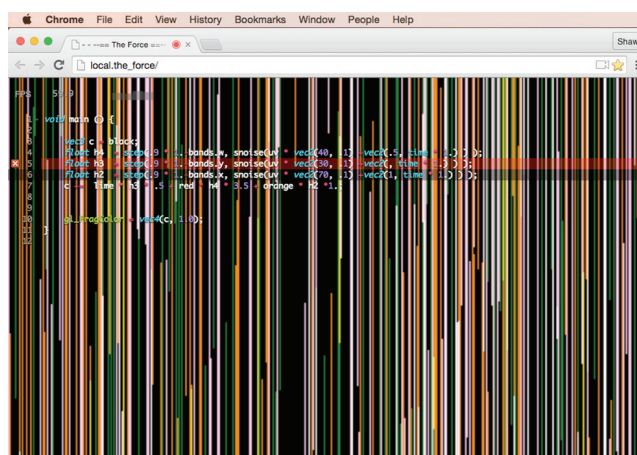 Chrome File Edit View History Bookmarks Window People Help
- - --== The Force ==--
Shaw
local.the_force/
FPS 59.9
1 void main () {
2
3 vec3 c = black;
4 float h4 = step(.9 * 1.-bands.w, snoise(uv * vec2(40, .1) +vec2(.5, time * )));
5 float h3 = step(.9 * 1.-bands.y, snoise(uv * vec2(30, .1) +vec2(, time * )));
6 float h2 = step(.9 * 1.-bands.x, snoise(uv * vec2(70, .1) +vec2(1, time * 1.)));
7 c lime * h3 * .5 + red * h4 * 3.5 + orange * h2 *1.
8
9
10 gl_FragColor = vec4(c, 1.0);
11 }
12